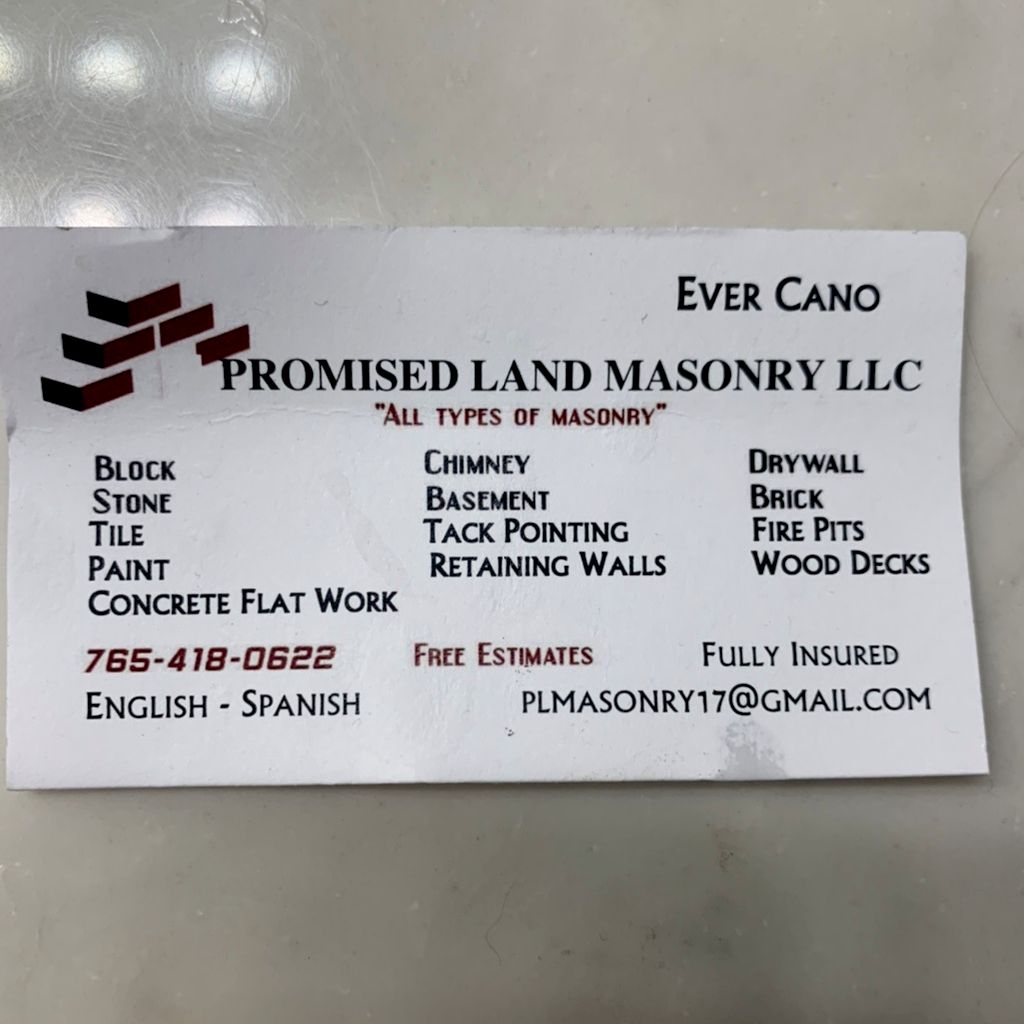 EVER CANO
PROMISED LAND MASONRY LLC
"ALL TYPES OF MASONRY"
BLOCK
STONE
TILE
PAINT
CONCRETE FLAT WORK
CHIMNEY
BASEMENT
TACK POINTING
RETAINING WALLS
DRYWALL
BRICK
FIRE PITS
WOOD DECKS
765-418-0622 FREE ESTIMATES FULLY INSURED
ENGLISH - SPANISH PLMASONRY17@GMAIL.COM